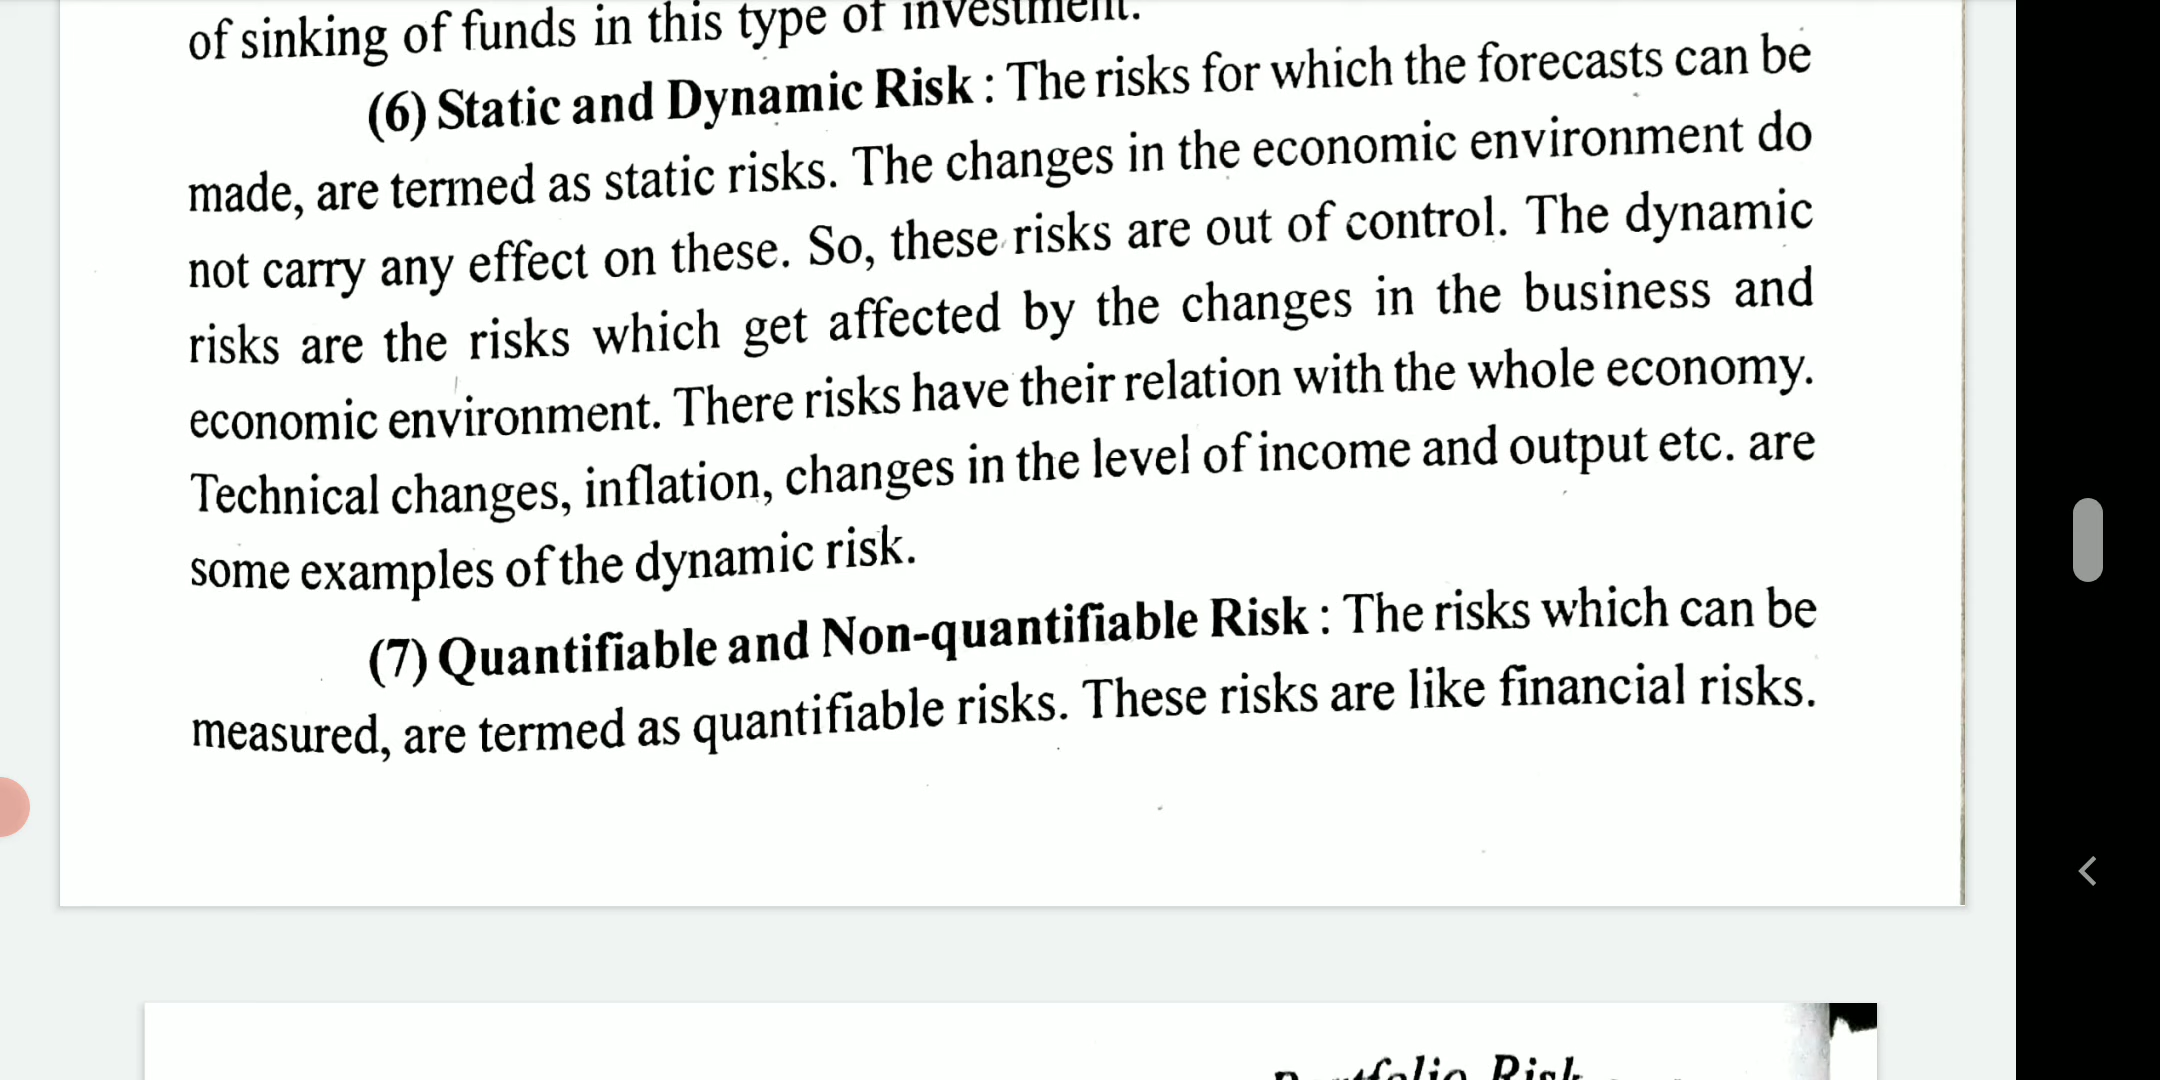 of sinking of funds in this type of investment.
(6) Static and Dynamic Risk : The risks for which the forecasts can be
made, are termed as static risks. The changes in the economic environment do
not carry any effect on these. So, these risks are out of control. The dynamic
risks are the risks which get affected by the changes in the business and
economic environment. There risks have their relation with the whole economy.
Technical changes, inflation, changes in the level of income and output etc. are
some examples of the dynamic risk.
(7) Quantifiable and Non-quantifiable Risk : The risks which can be
measured, are termed as quantifiable risks. These risks are like financial risks.
Portfolio Risk